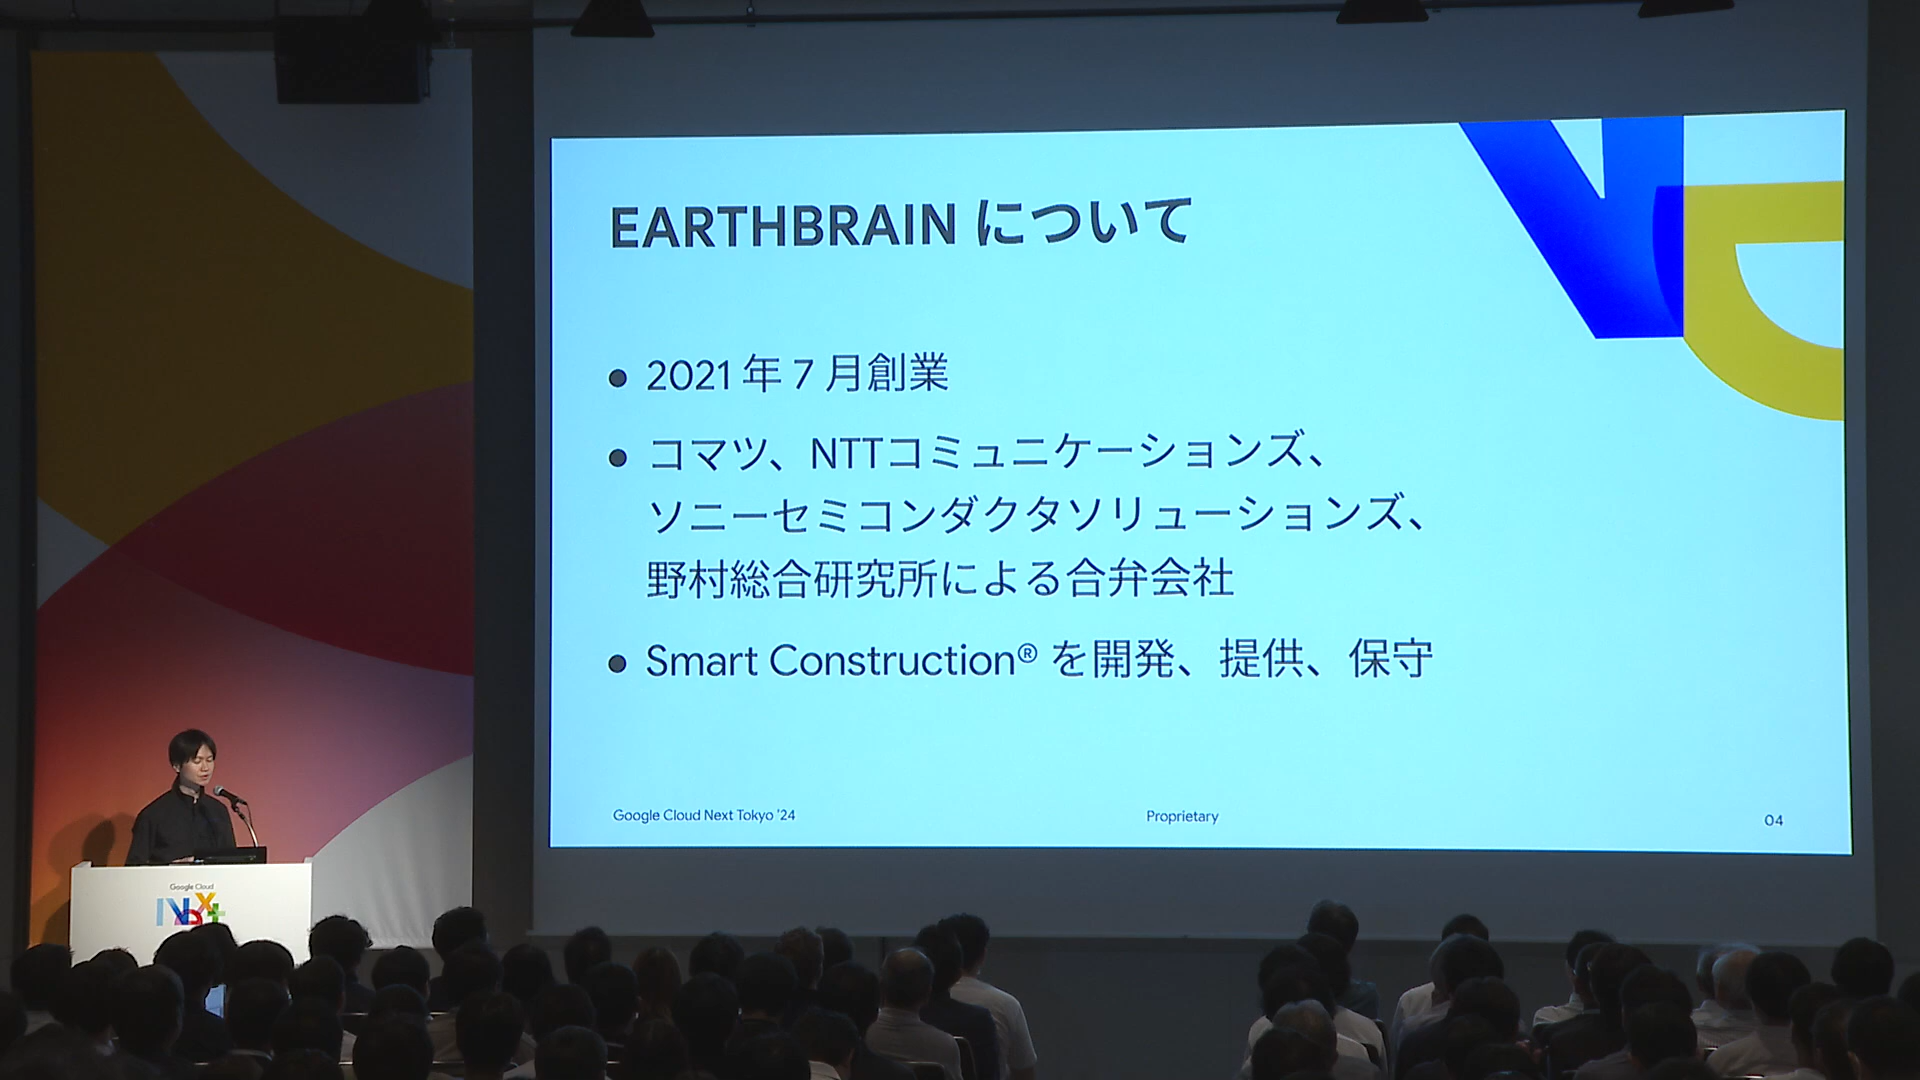 EARTHBRAIN について
● 2021 年 7 月創業
● コマツ、NTTコミュニケーションズ、
ソニーセミコンダクタソリューションズ、
野村総合研究所による合弁会社
● Smart Construction® を開発、提供、保守
Google Cloud Next Tokyo ’24
Proprietary
04
Google Cloud
Next